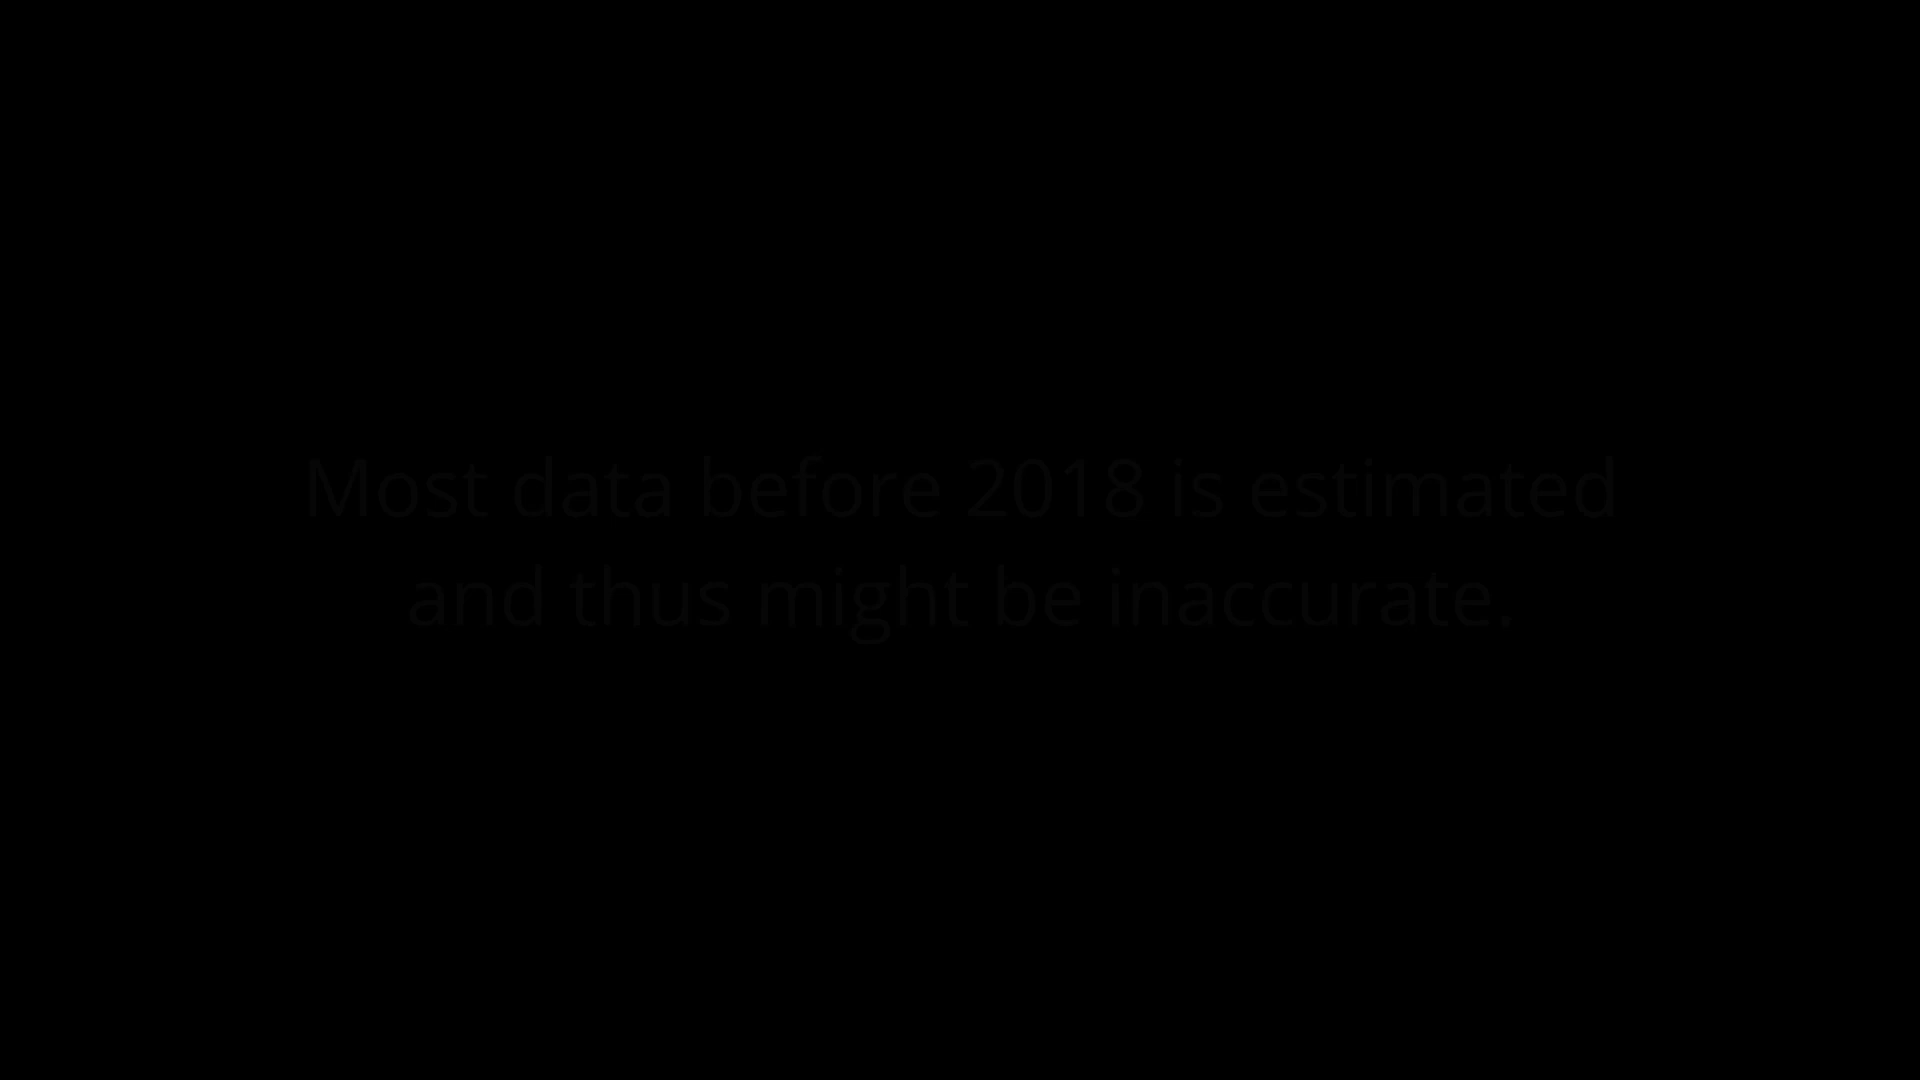 Most data before 2018 is estimated
and thus might be inaccurate.